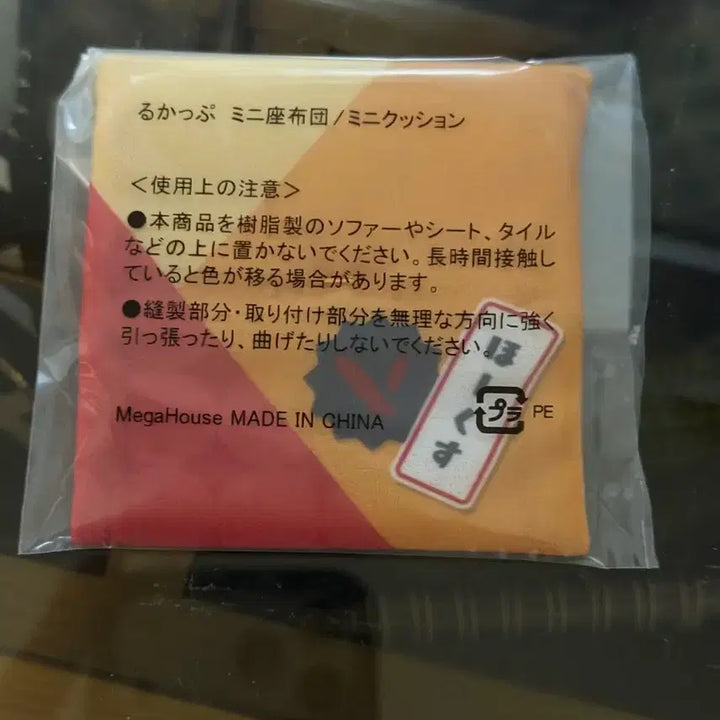 るかっぷ ミニ座布団/ミニクッション
＜使用上の注意＞
●本商品を樹脂製のソファーやシート、タイル
などの上に置かないでください。長時間接触し
ていると色が移る場合があります。
●縫製部分・取り付け部分を無理な方向に強く
引っ張ったり、曲げたりしないでください。
ほりくす
MegaHouse MADE IN CHINA
プラ PE